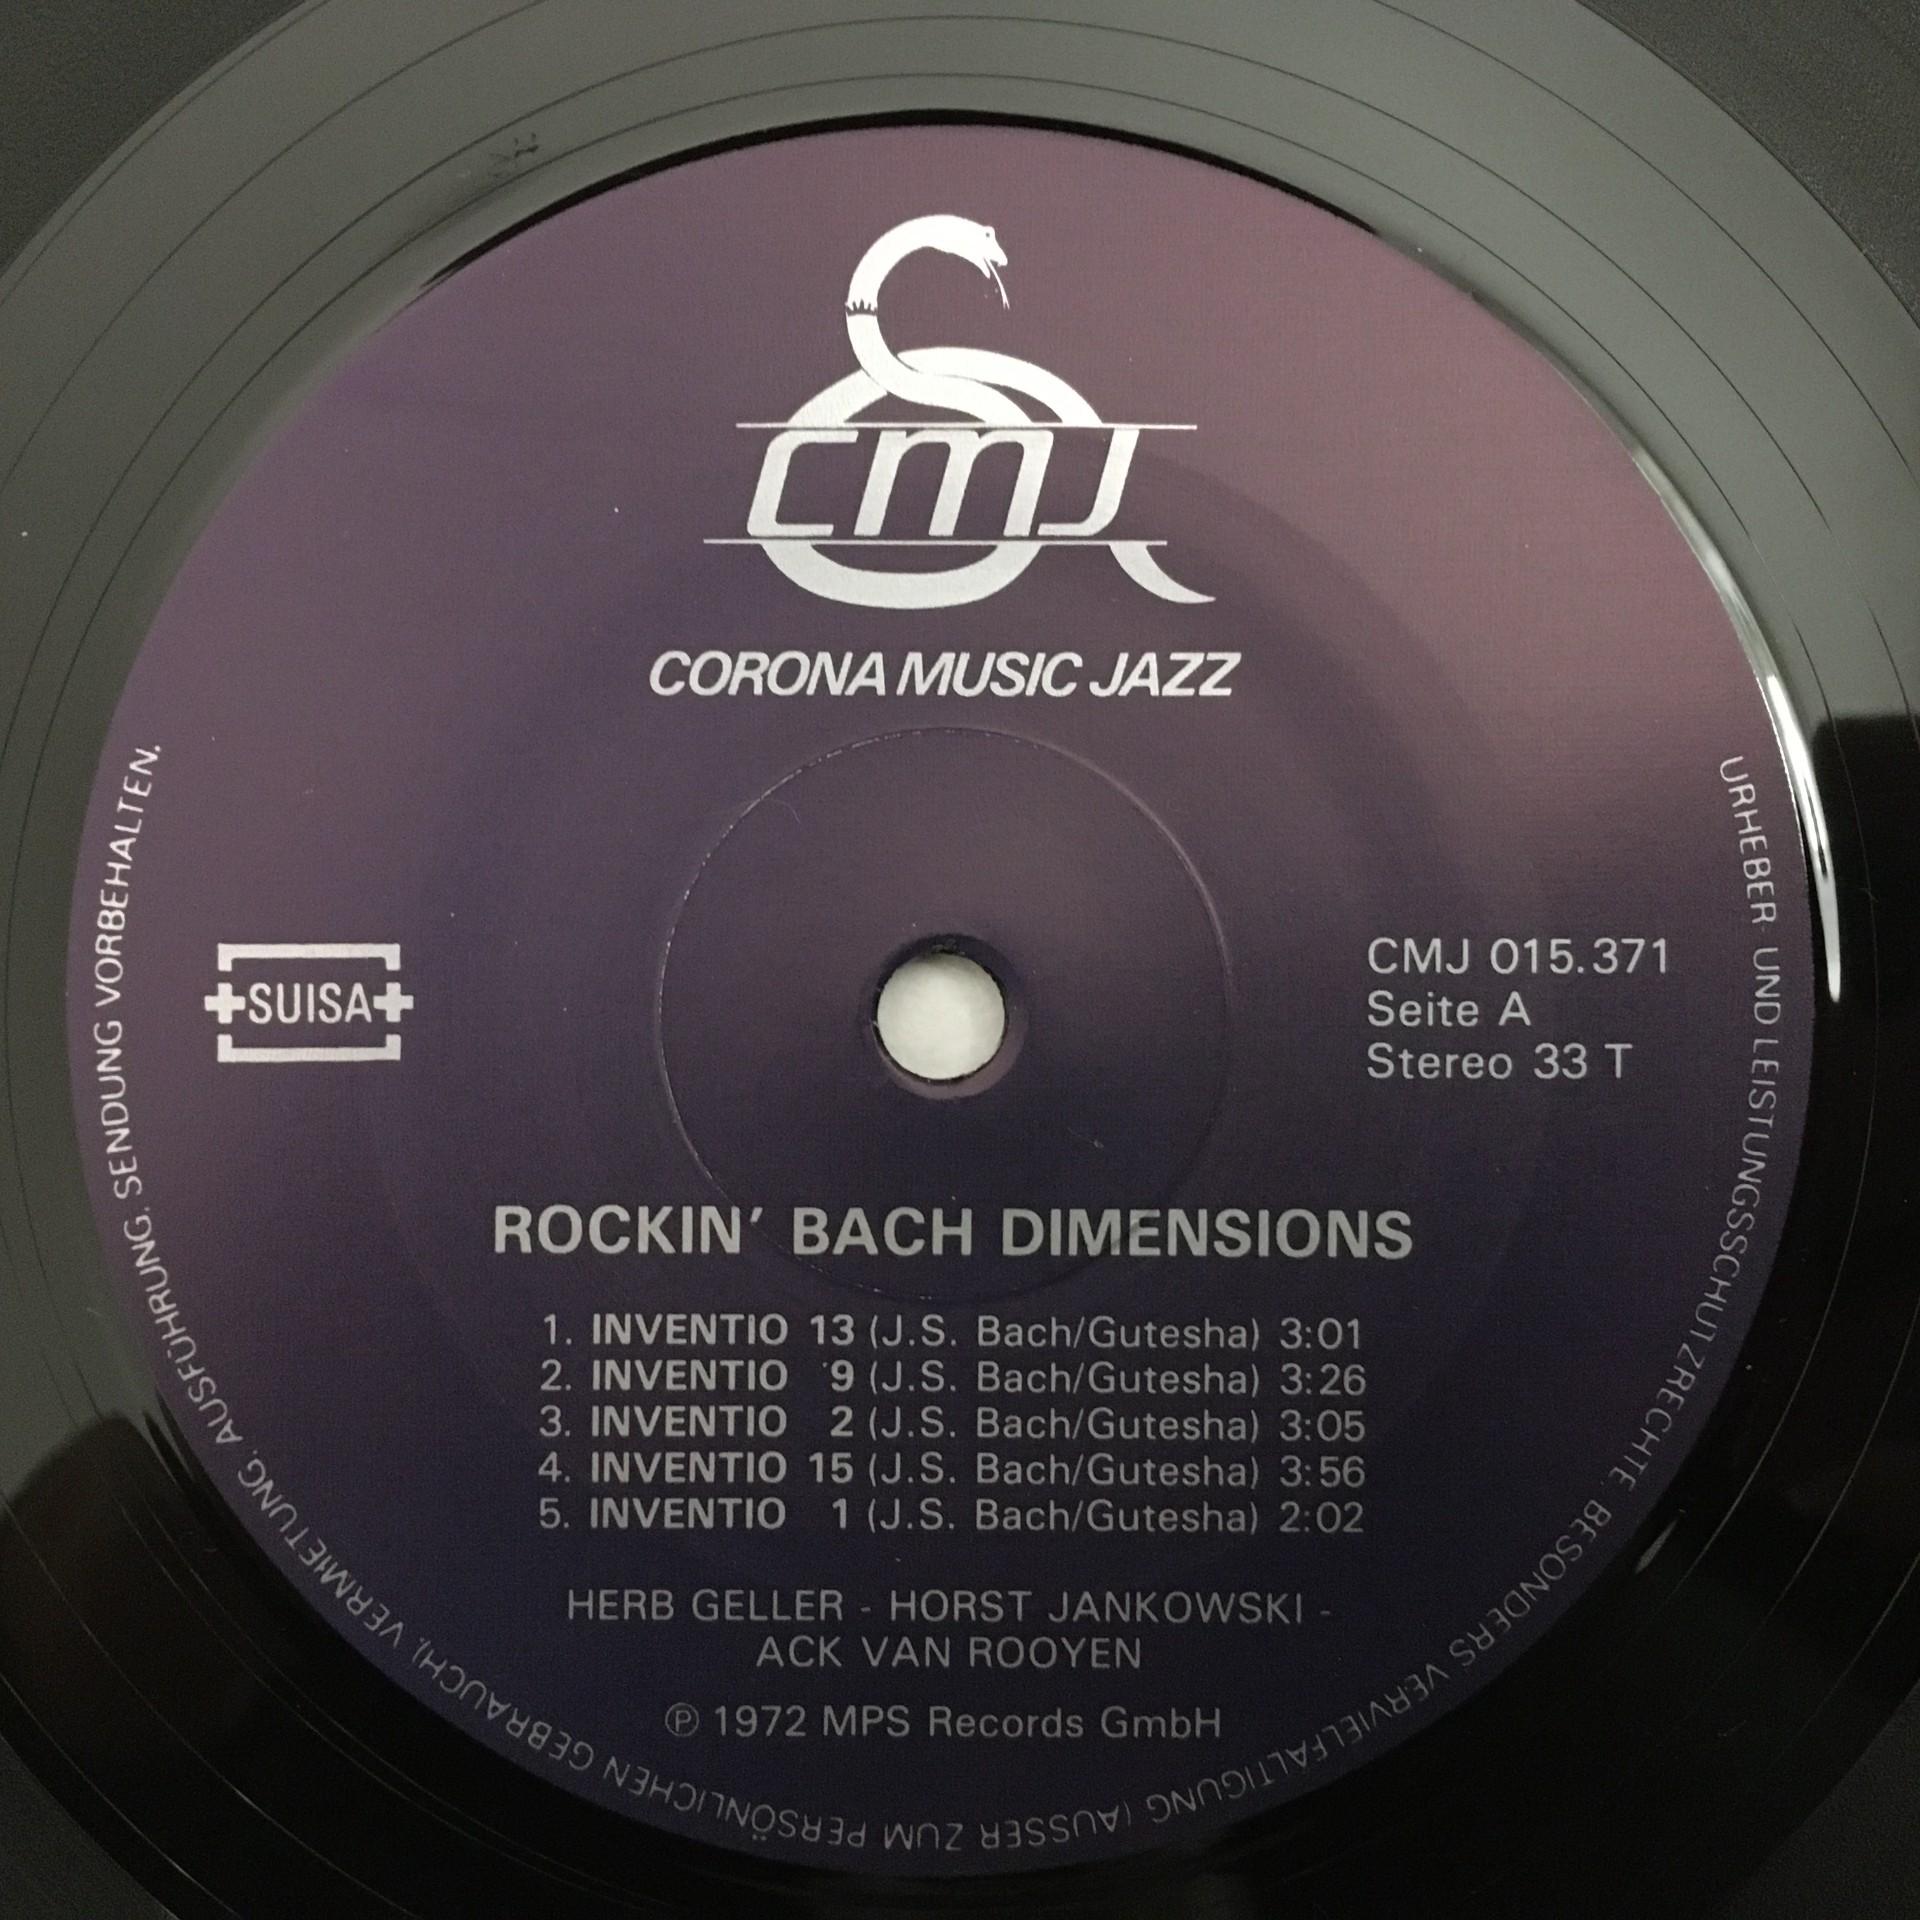 CMJ
CORONA MUSIC JAZZ
SUISA
CMJ 015.371
Seite A
Stereo 33 T
ROCKIN' BACH DIMENSIONS
1. INVENTIO 13 (J.S. Bach/Gutesha) 3:01
2. INVENTIO 9 (J.S. Bach/Gutesha) 3:26
3. INVENTIO 2 (J.S. Bach/Gutesha) 3:05
4. INVENTIO 15 (J.S. Bach/Gutesha) 3:56
5. INVENTIO 1 (J.S. Bach/Gutesha) 2:02
HERB GELLER - HORST JANKOWSKI -
ACK VAN ROOYEN
℗ 1972 MPS Records GmbH
URHEBER- UND LEISTUNGSSCHUTZRECHTE, BESONDERS VERVIELFÄLTIGUNG (AUSSER ZUM PERSÖNLICHEN GEBRAUCH), VERMIETUNG, AUSFÜHRUNG, SENDUNG VORBEHALTEN.